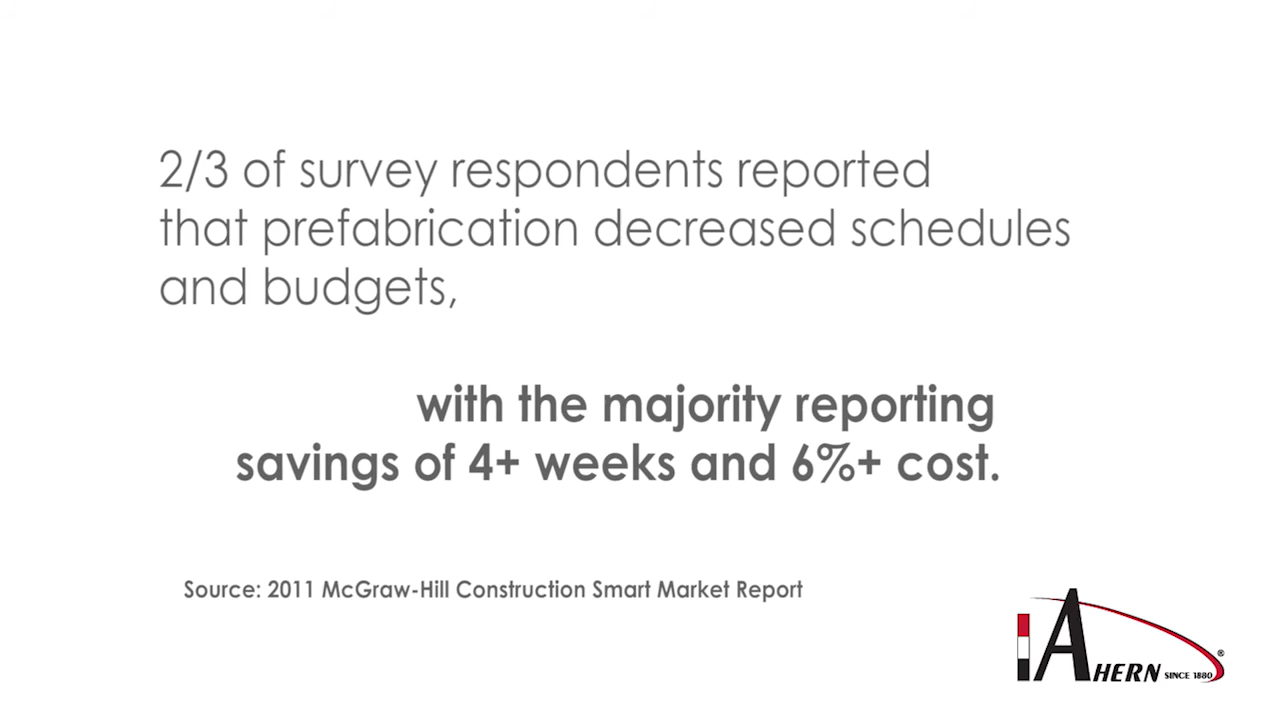 2/3 of survey respondents reported
that prefabrication decreased schedules
and budgets,
with the majority reporting
savings of 4+ weeks and 6%+ cost.
Source: 2011 McGraw-Hill Construction Smart Market Report
AHERN SINCE 1880®